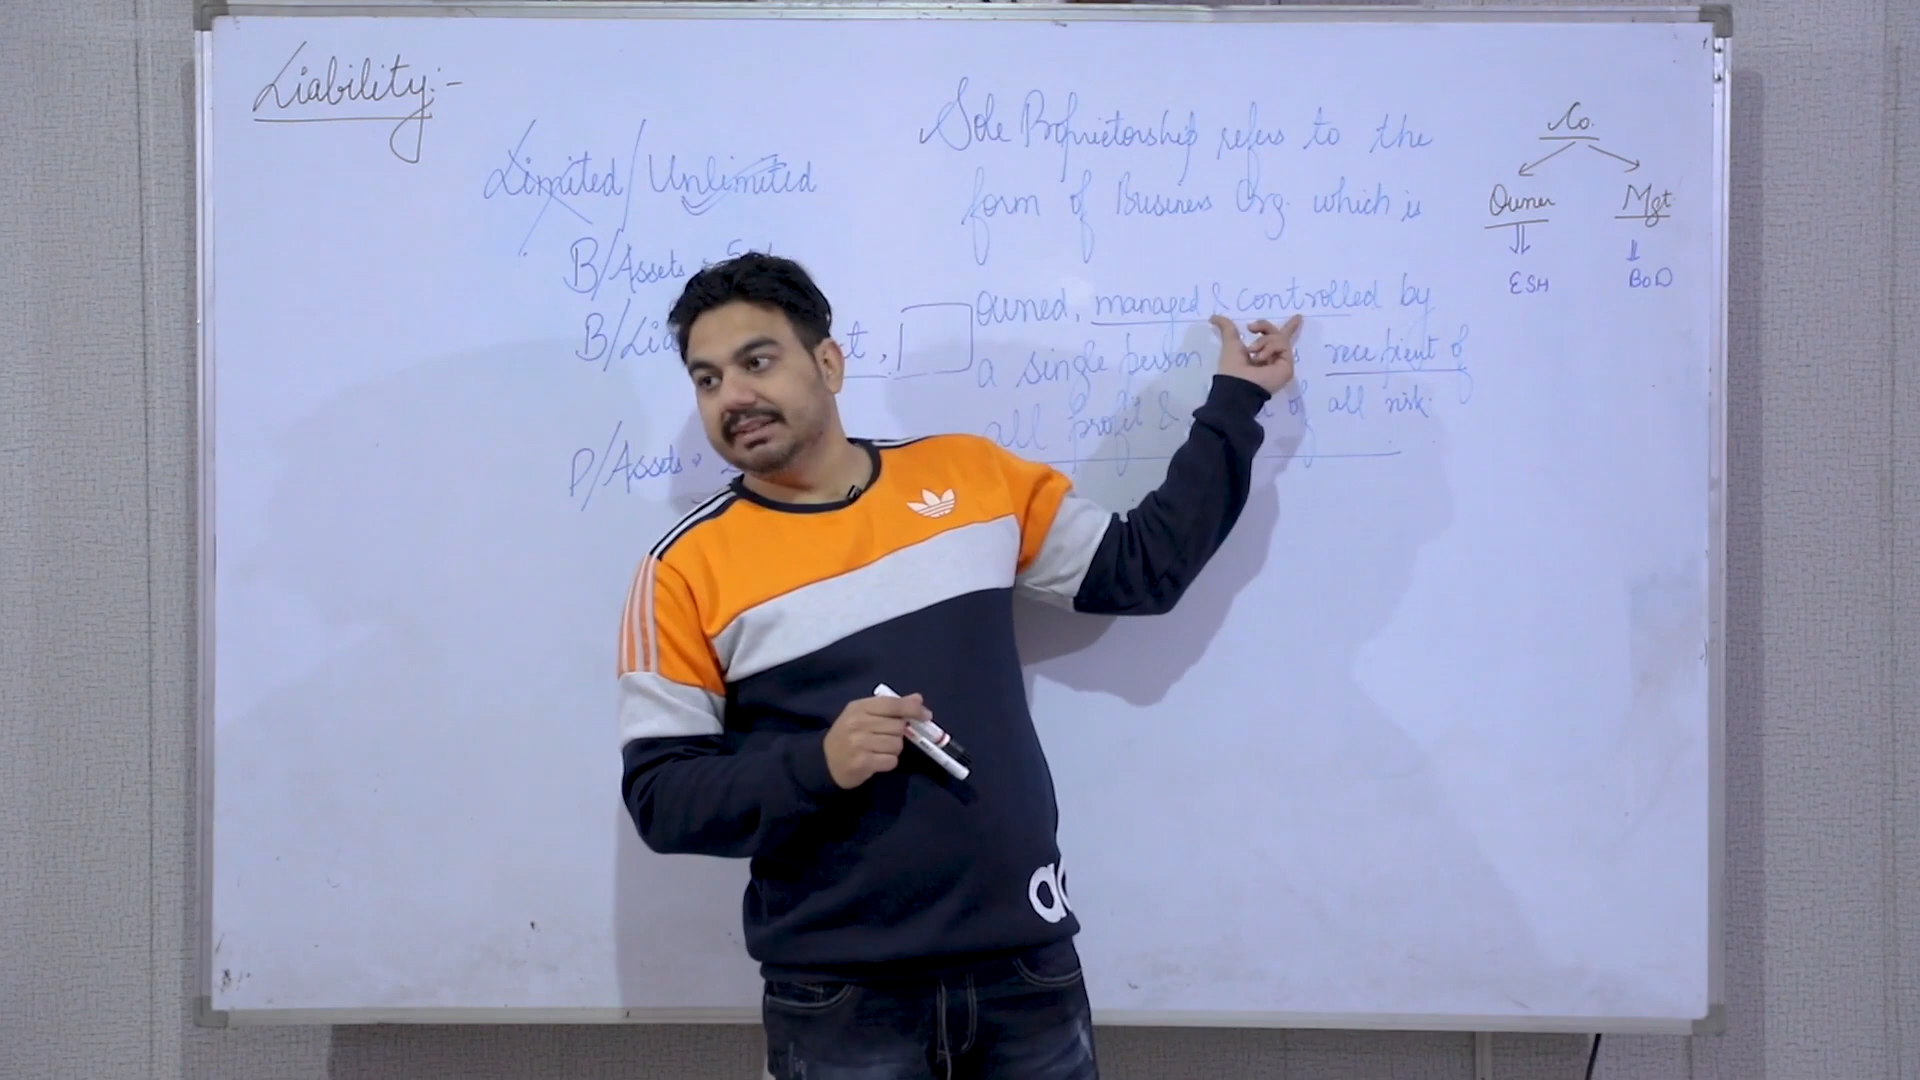 Liability:-
Limited/Unlimited
B/Assets
B/Lia
P/Assets
Sole Proprietorship refers to the
form of Business Org. which is
owned, managed & controlled by
a single person recepient of
all profit & of all risk.
Co.
Owner Mgt.
ESH BOD